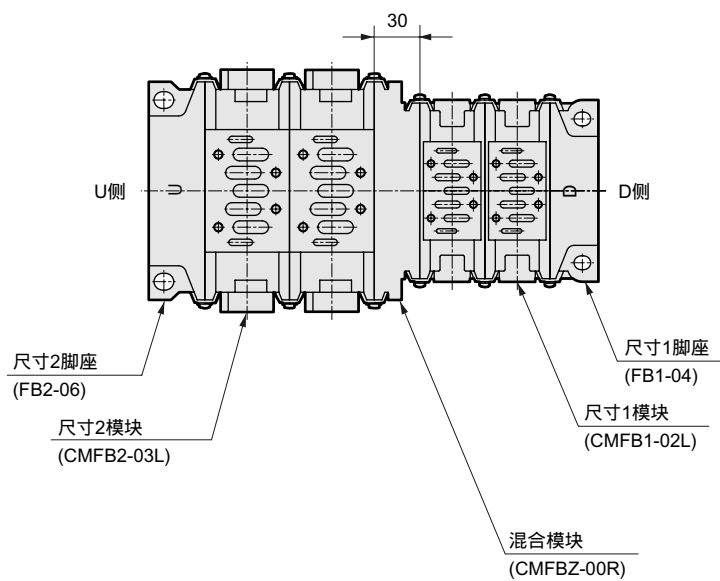 30
U侧
U
D
D侧
尺寸2脚座
(FB2-06)
尺寸1脚座
(FB1-04)
尺寸2模块
(CMFB2-03L)
尺寸1模块
(CMFB1-02L)
混合模块
(CMFBZ-00R)